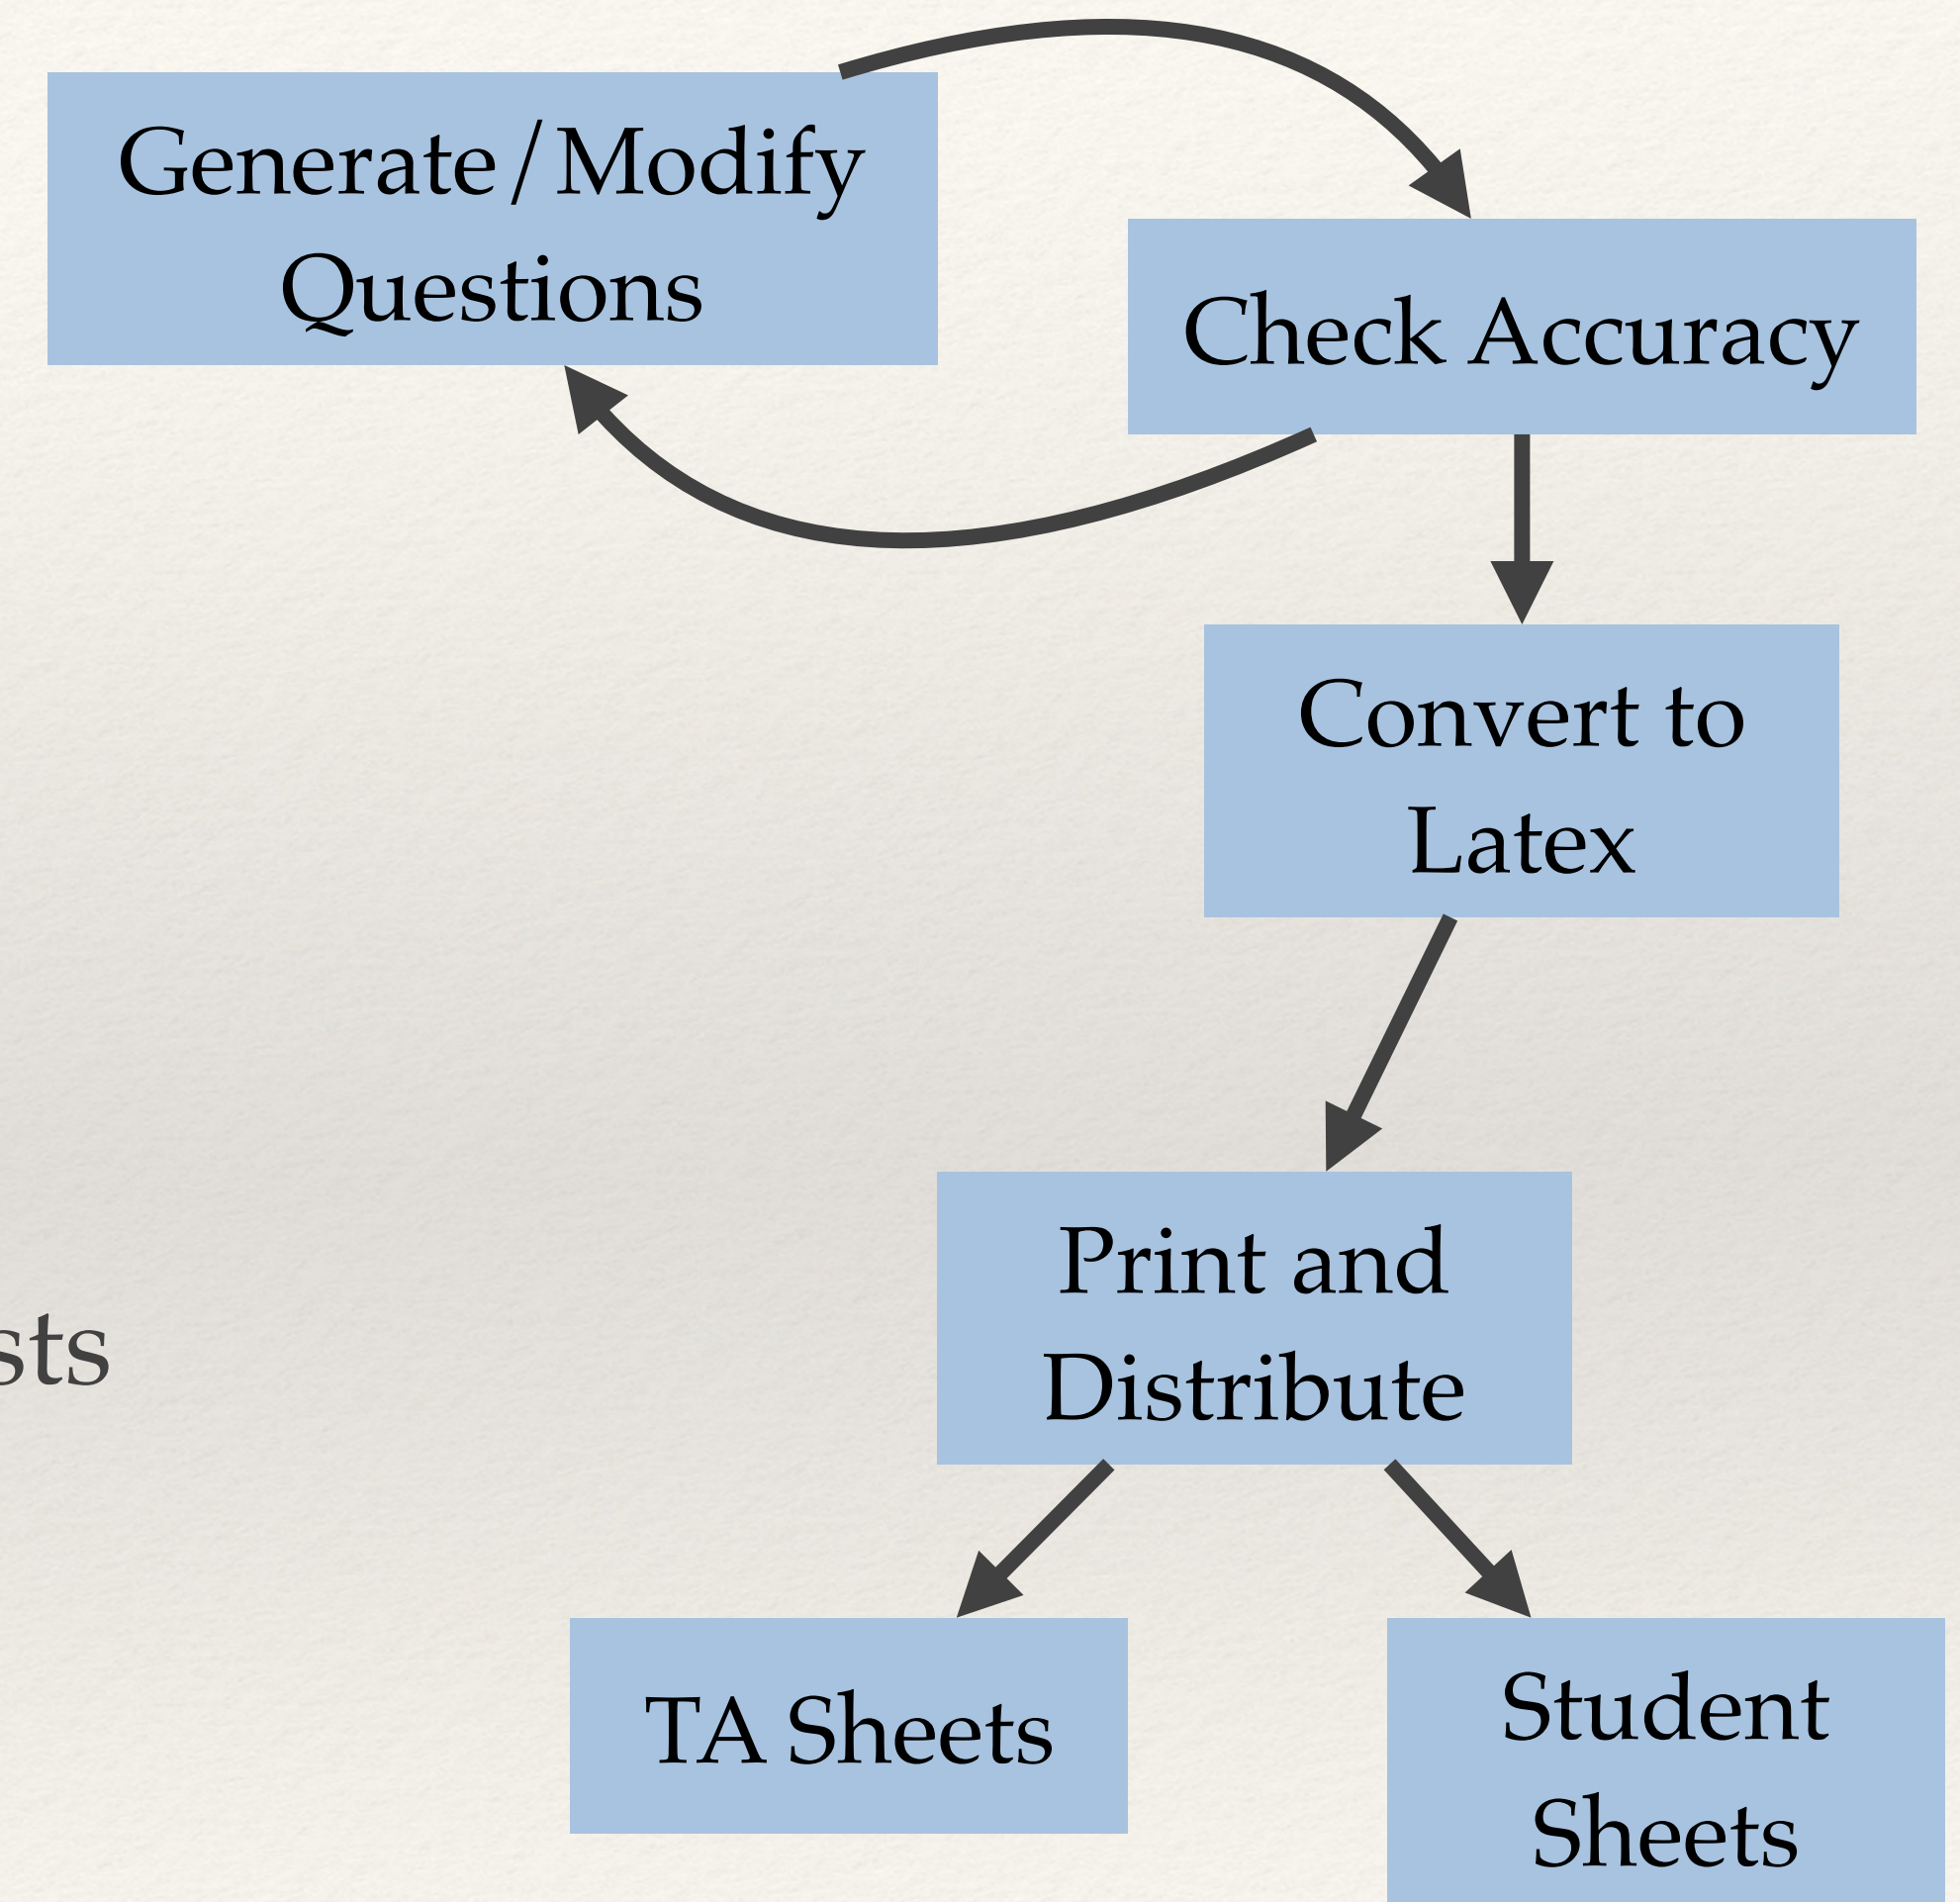 Generate/Modify
Questions
Check Accuracy
Convert to
Latex
Print and
Distribute
sts
TA Sheets
Student
Sheets